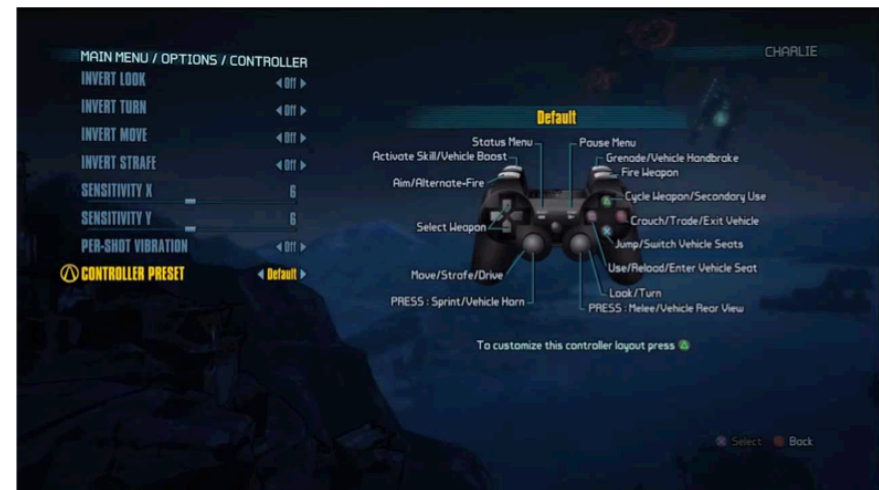 MAIN MENU / OPTIONS / CONTROLLER
CHARLIE
INVERT LOOK Off
INVERT TURN Off
INVERT MOVE Off
INVERT STRAFE Off
SENSITIVITY X 6
SENSITIVITY Y 6
PER-SHOT VIBRATION Off
CONTROLLER PRESET Default
Default
Status Menu
Pause Menu
Activate Skill/Vehicle Boost
Grenade/Vehicle Handbrake
Fire Weapon
Aim/Alternate-Fire
Cycle Weapon/Secondary Use
Select Weapon
Crouch/Trade/Exit Vehicle
Jump/Switch Vehicle Seats
Move/Strafe/Drive
Use/Reload/Enter Vehicle Seat
Look/Turn
PRESS : Sprint/Vehicle Horn
PRESS : Melee/Vehicle Rear View
To customize this controller layout press
Select Back